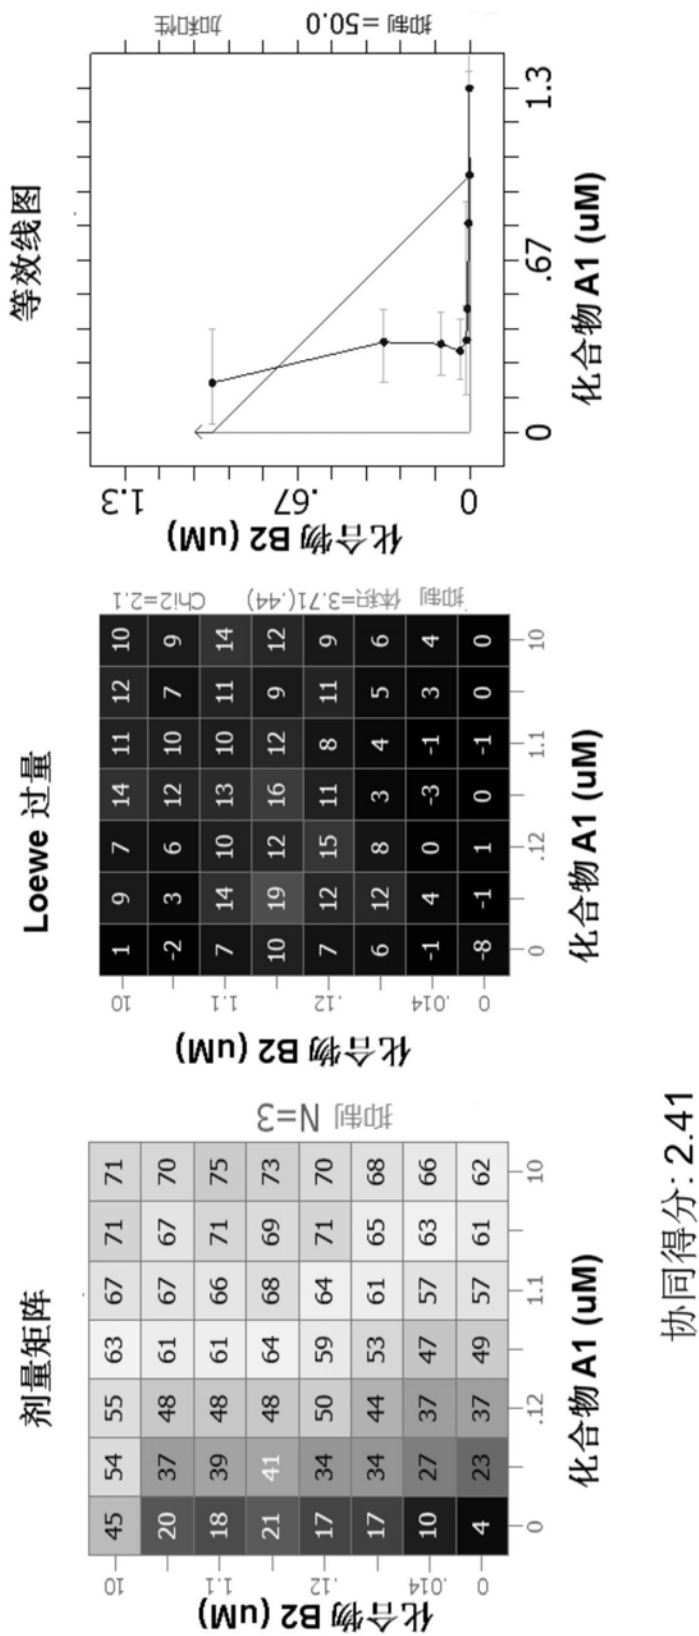 剂量矩阵
化合物 B2 (uM)
10 45 54 55 63 67 71 71
20 37 48 61 67 67 70
1.1 18 39 48 61 66 71 75
21 41 48 64 68 69 73
.12 17 34 50 59 64 71 70
17 34 44 53 61 65 68
.014 10 27 37 47 57 63 66
0 4 23 37 49 57 61 62
0 .12 1.1 10
化合物 A1 (uM)
抑制 N=3
Loewe 过量
化合物 B2 (uM)
10 1 9 7 14 11 12 10
-2 3 6 12 10 7 9
1.1 7 14 10 13 10 11 14
10 19 12 16 12 9 12
.12 7 12 15 11 8 11 9
6 12 8 3 4 5 6
.014 -1 4 0 -3 -1 3 4
0 -8 -1 1 0 -1 0 0
0 .12 1.1 10
化合物 A1 (uM)
抑制 体积=3.71(.44) Chi2=2.1
等效线图
化合物 B2 (uM)
1.3
.67
0
0 .67 1.3
化合物 A1 (uM)
抑制 =50.0
加和性
协同得分: 2.41